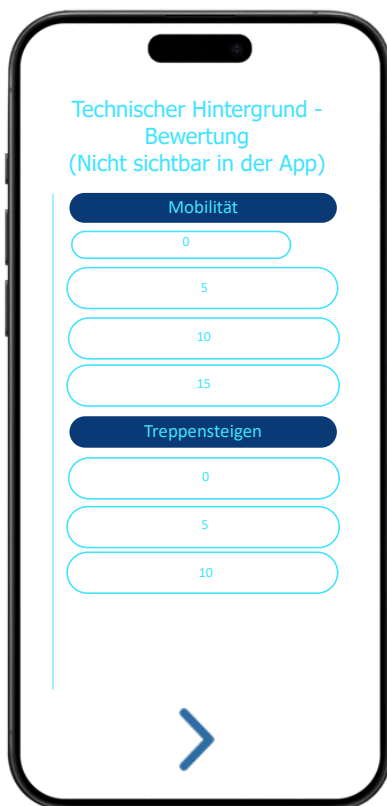 Technischer Hintergrund -
Bewertung
(Nicht sichtbar in der App)
Mobilität
0
5
10
15
Treppensteigen
0
5
10